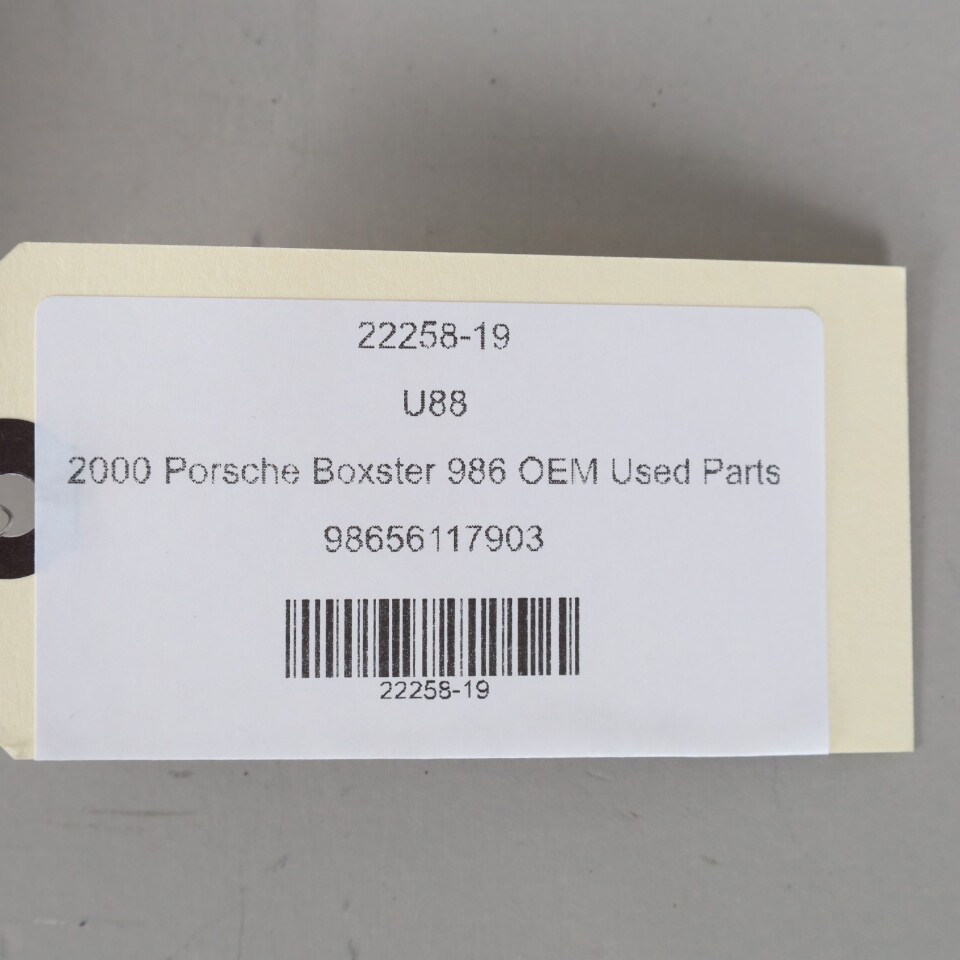 22258-19
U88
2000 Porsche Boxster 986 OEM Used Parts
98656117903
22258-19